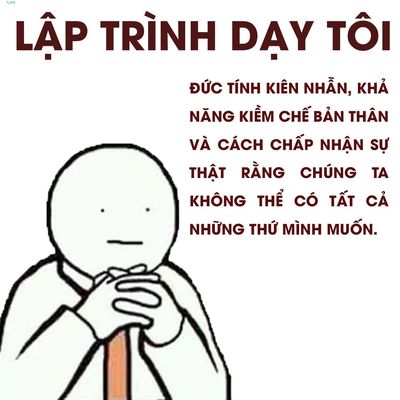 LẬP TRÌNH DẠY TÔI
ĐỨC TÍNH KIÊN NHẪN, KHẢ
NĂNG KIỀM CHẾ BẢN THÂN
VÀ CÁCH CHẤP NHẬN SỰ
THẬT RẰNG CHÚNG TA
KHÔNG THỂ CÓ TẤT CẢ
NHỮNG THỨ MÌNH MUỐN.